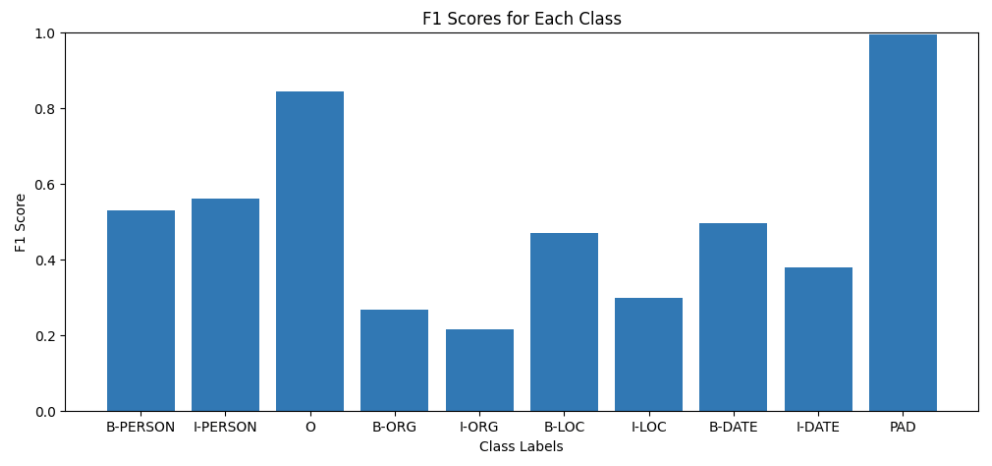 F1 Scores for Each Class
1.0
0.8
0.6
0.4
0.2
0.0
F1 Score
B-PERSON I-PERSON O B-ORG I-ORG B-LOC I-LOC B-DATE I-DATE PAD
Class Labels